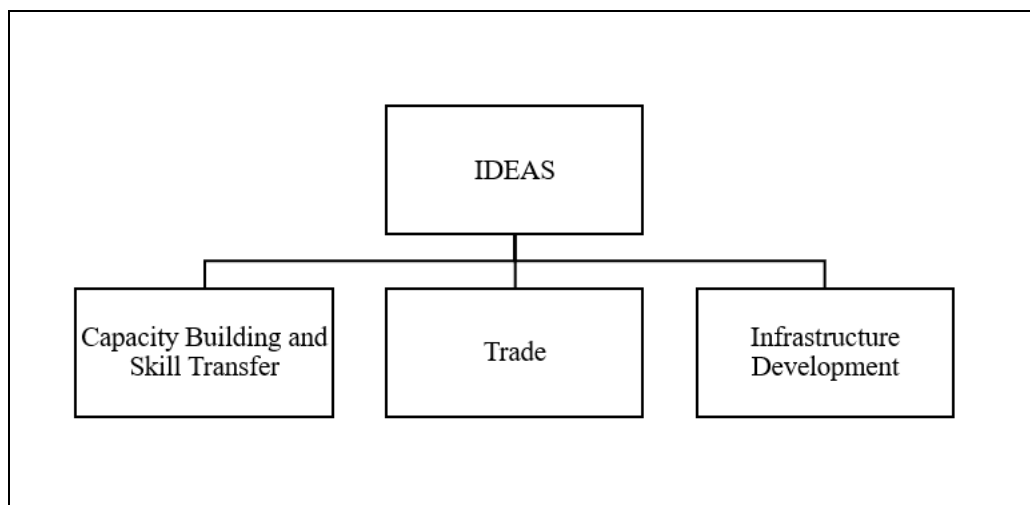 IDEAS
Capacity Building and
Skill Transfer
Trade
Infrastructure
Development